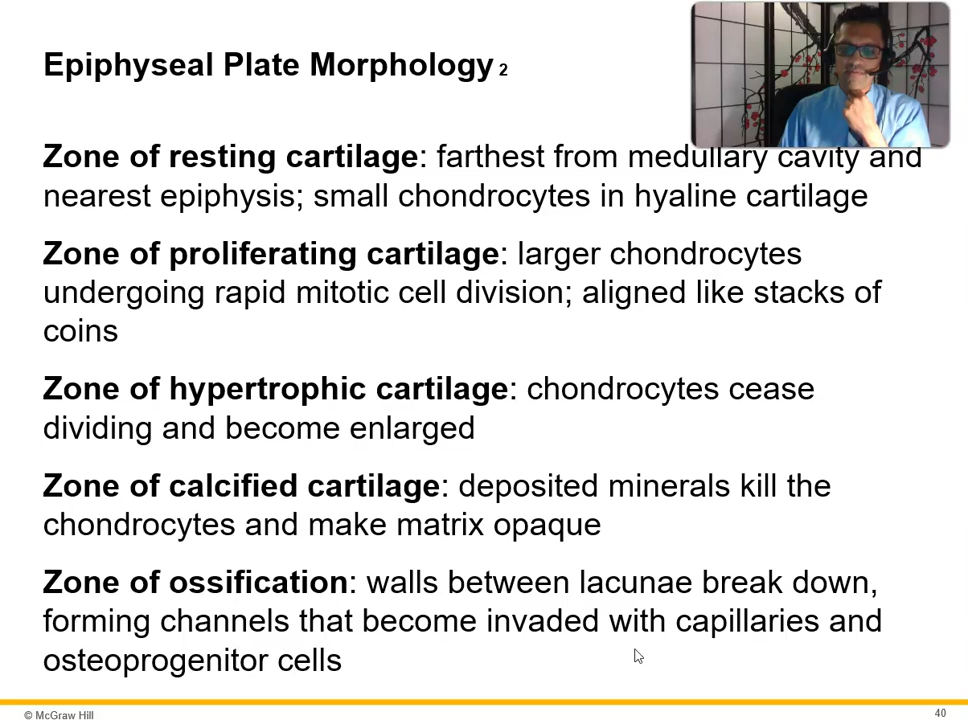 Epiphyseal Plate Morphology 2
Zone of resting cartilage: farthest from medullary cavity and
nearest epiphysis; small chondrocytes in hyaline cartilage
Zone of proliferating cartilage: larger chondrocytes
undergoing rapid mitotic cell division; aligned like stacks of
coins
Zone of hypertrophic cartilage: chondrocytes cease
dividing and become enlarged
Zone of calcified cartilage: deposited minerals kill the
chondrocytes and make matrix opaque
Zone of ossification: walls between lacunae break down,
forming channels that become invaded with capillaries and
osteoprogenitor cells
© McGraw Hill
40